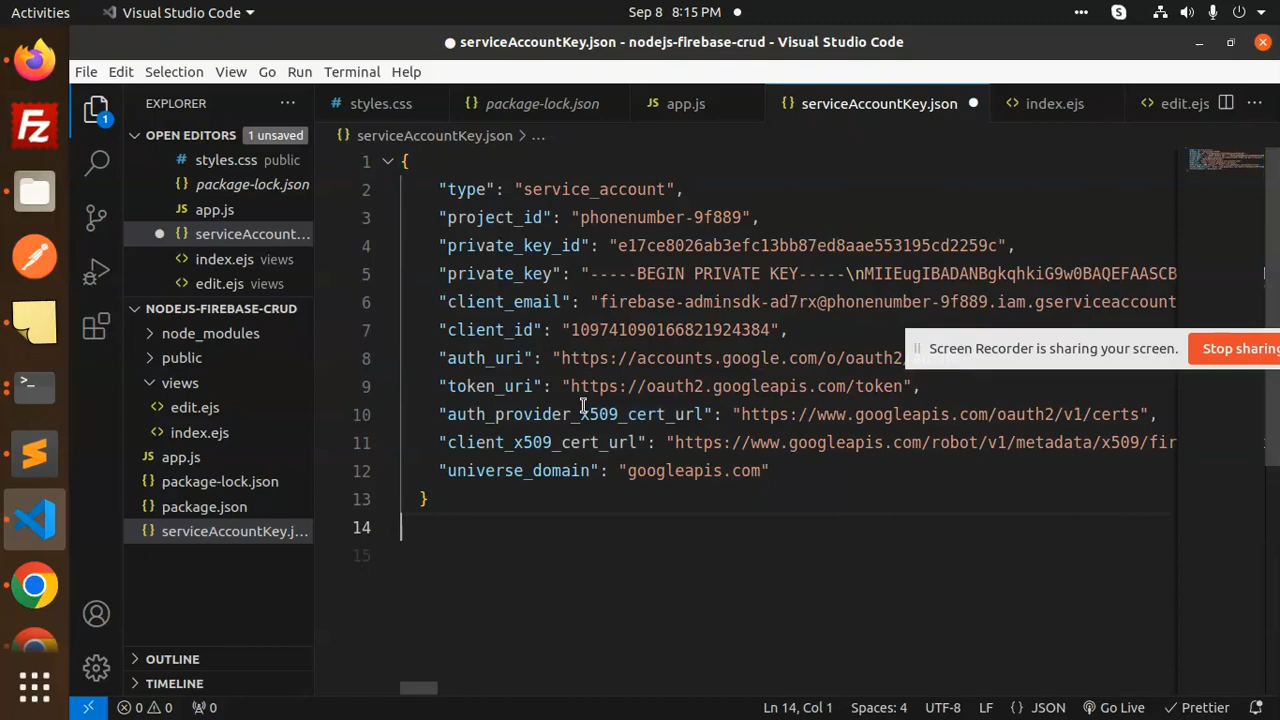 Activities
Visual Studio Code
Sep 8 8:15 PM
serviceAccountKey.json - nodejs-firebase-crud - Visual Studio Code
File Edit Selection View Go Run Terminal Help
EXPLORER
styles.css
package-lock.json
app.js
serviceAccountKey.json
index.ejs
edit.ejs
OPEN EDITORS 1 unsaved
serviceAccountKey.json > ...
styles.css public
package-lock.json
app.js
serviceAccount...
index.ejs views
edit.ejs views
NODEJS-FIREBASE-CRUD
node_modules
public
views
edit.ejs
index.ejs
app.js
package-lock.json
package.json
serviceAccountKey.j...
OUTLINE
TIMELINE
1 {
2 "type": "service_account",
3 "project_id": "phonenumber-9f889",
4 "private_key_id": "e17ce8026ab3efc13bb87ed8aae553195cd2259c",
5 "private_key": "-----BEGIN PRIVATE KEY-----\nMIIEugIBADANBgkqhkiG9w0BAQEFAASCB
6 "client_email": "firebase-adminsdk-ad7rx@phonenumber-9f889.iam.gserviceaccount
7 "client_id": "109741090166821924384",
8 "auth_uri": "https://accounts.google.com/o/oauth2
9 "token_uri": "https://oauth2.googleapis.com/token",
10 "auth_provider_x509_cert_url": "https://www.googleapis.com/oauth2/v1/certs",
11 "client_x509_cert_url": "https://www.googleapis.com/robot/v1/metadata/x509/fir
12 "universe_domain": "googleapis.com"
13 }
14
15
Screen Recorder is sharing your screen. Stop sharing
0 0 0
Ln 14, Col 1 Spaces: 4 UTF-8 LF {} JSON Go Live Prettier